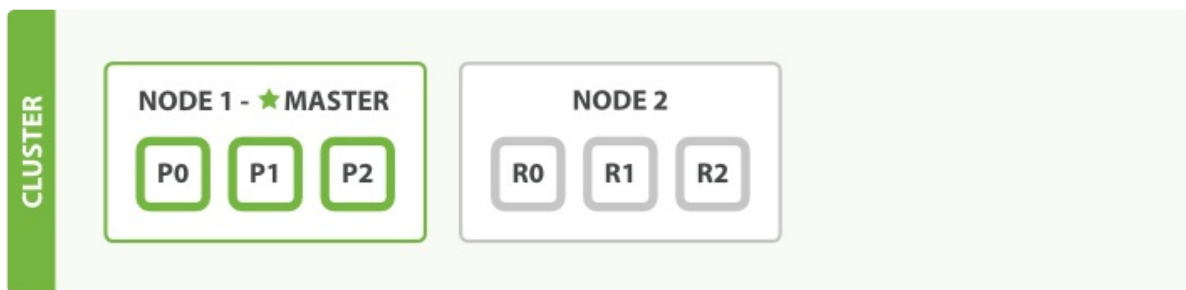 CLUSTER
NODE 1 - ★ MASTER
P0 P1 P2
NODE 2
R0 R1 R2